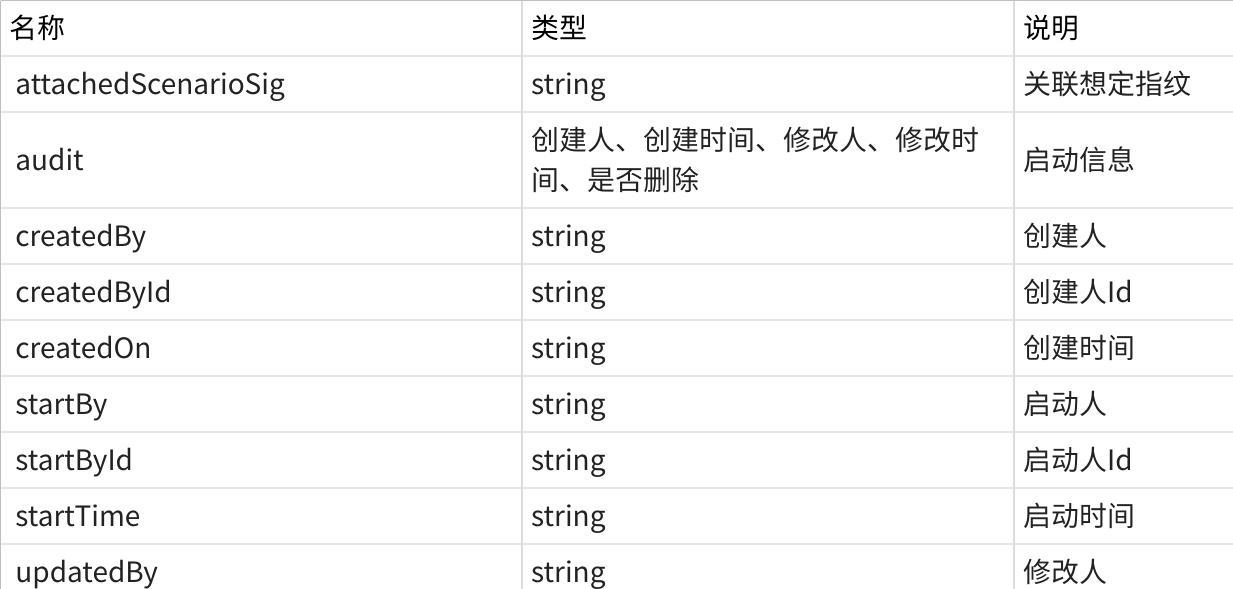 名称 类型 说明
attachedScenarioSig string 关联想定指纹
audit 创建人、创建时间、修改人、修改时
间、是否删除 启动信息
createdBy string 创建人
createdById string 创建人Id
createdOn string 创建时间
startBy string 启动人
startById string 启动人Id
startTime string 启动时间
updatedBy string 修改人